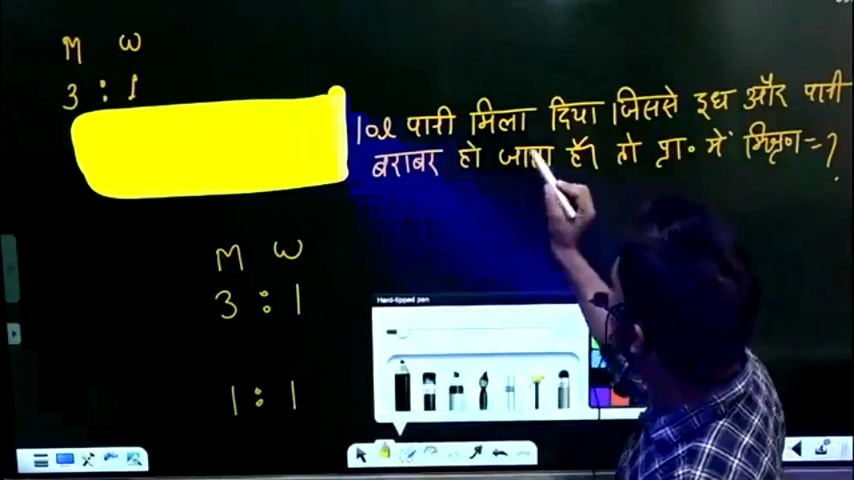 M W
3 : 1
10l पानी मिला दिया जिससे दूध और पानी
बराबर हो जाता है। तो प्रा० में मिश्रण = ?
M W
3 : 1
1 : 1
Hard-tipped pen